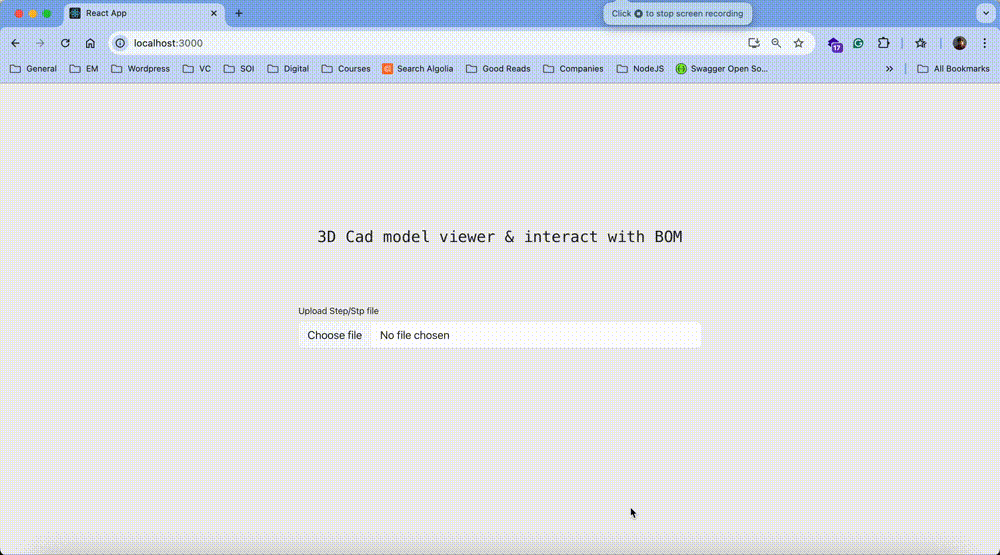 React App
Click to stop screen recording
localhost:3000
17
General EM Wordpress VC SOI Digital Courses Search Algolia Good Reads Companies NodeJS Swagger Open So... » All Bookmarks
3D Cad model viewer & interact with BOM
Upload Step/Stp file
Choose file No file chosen